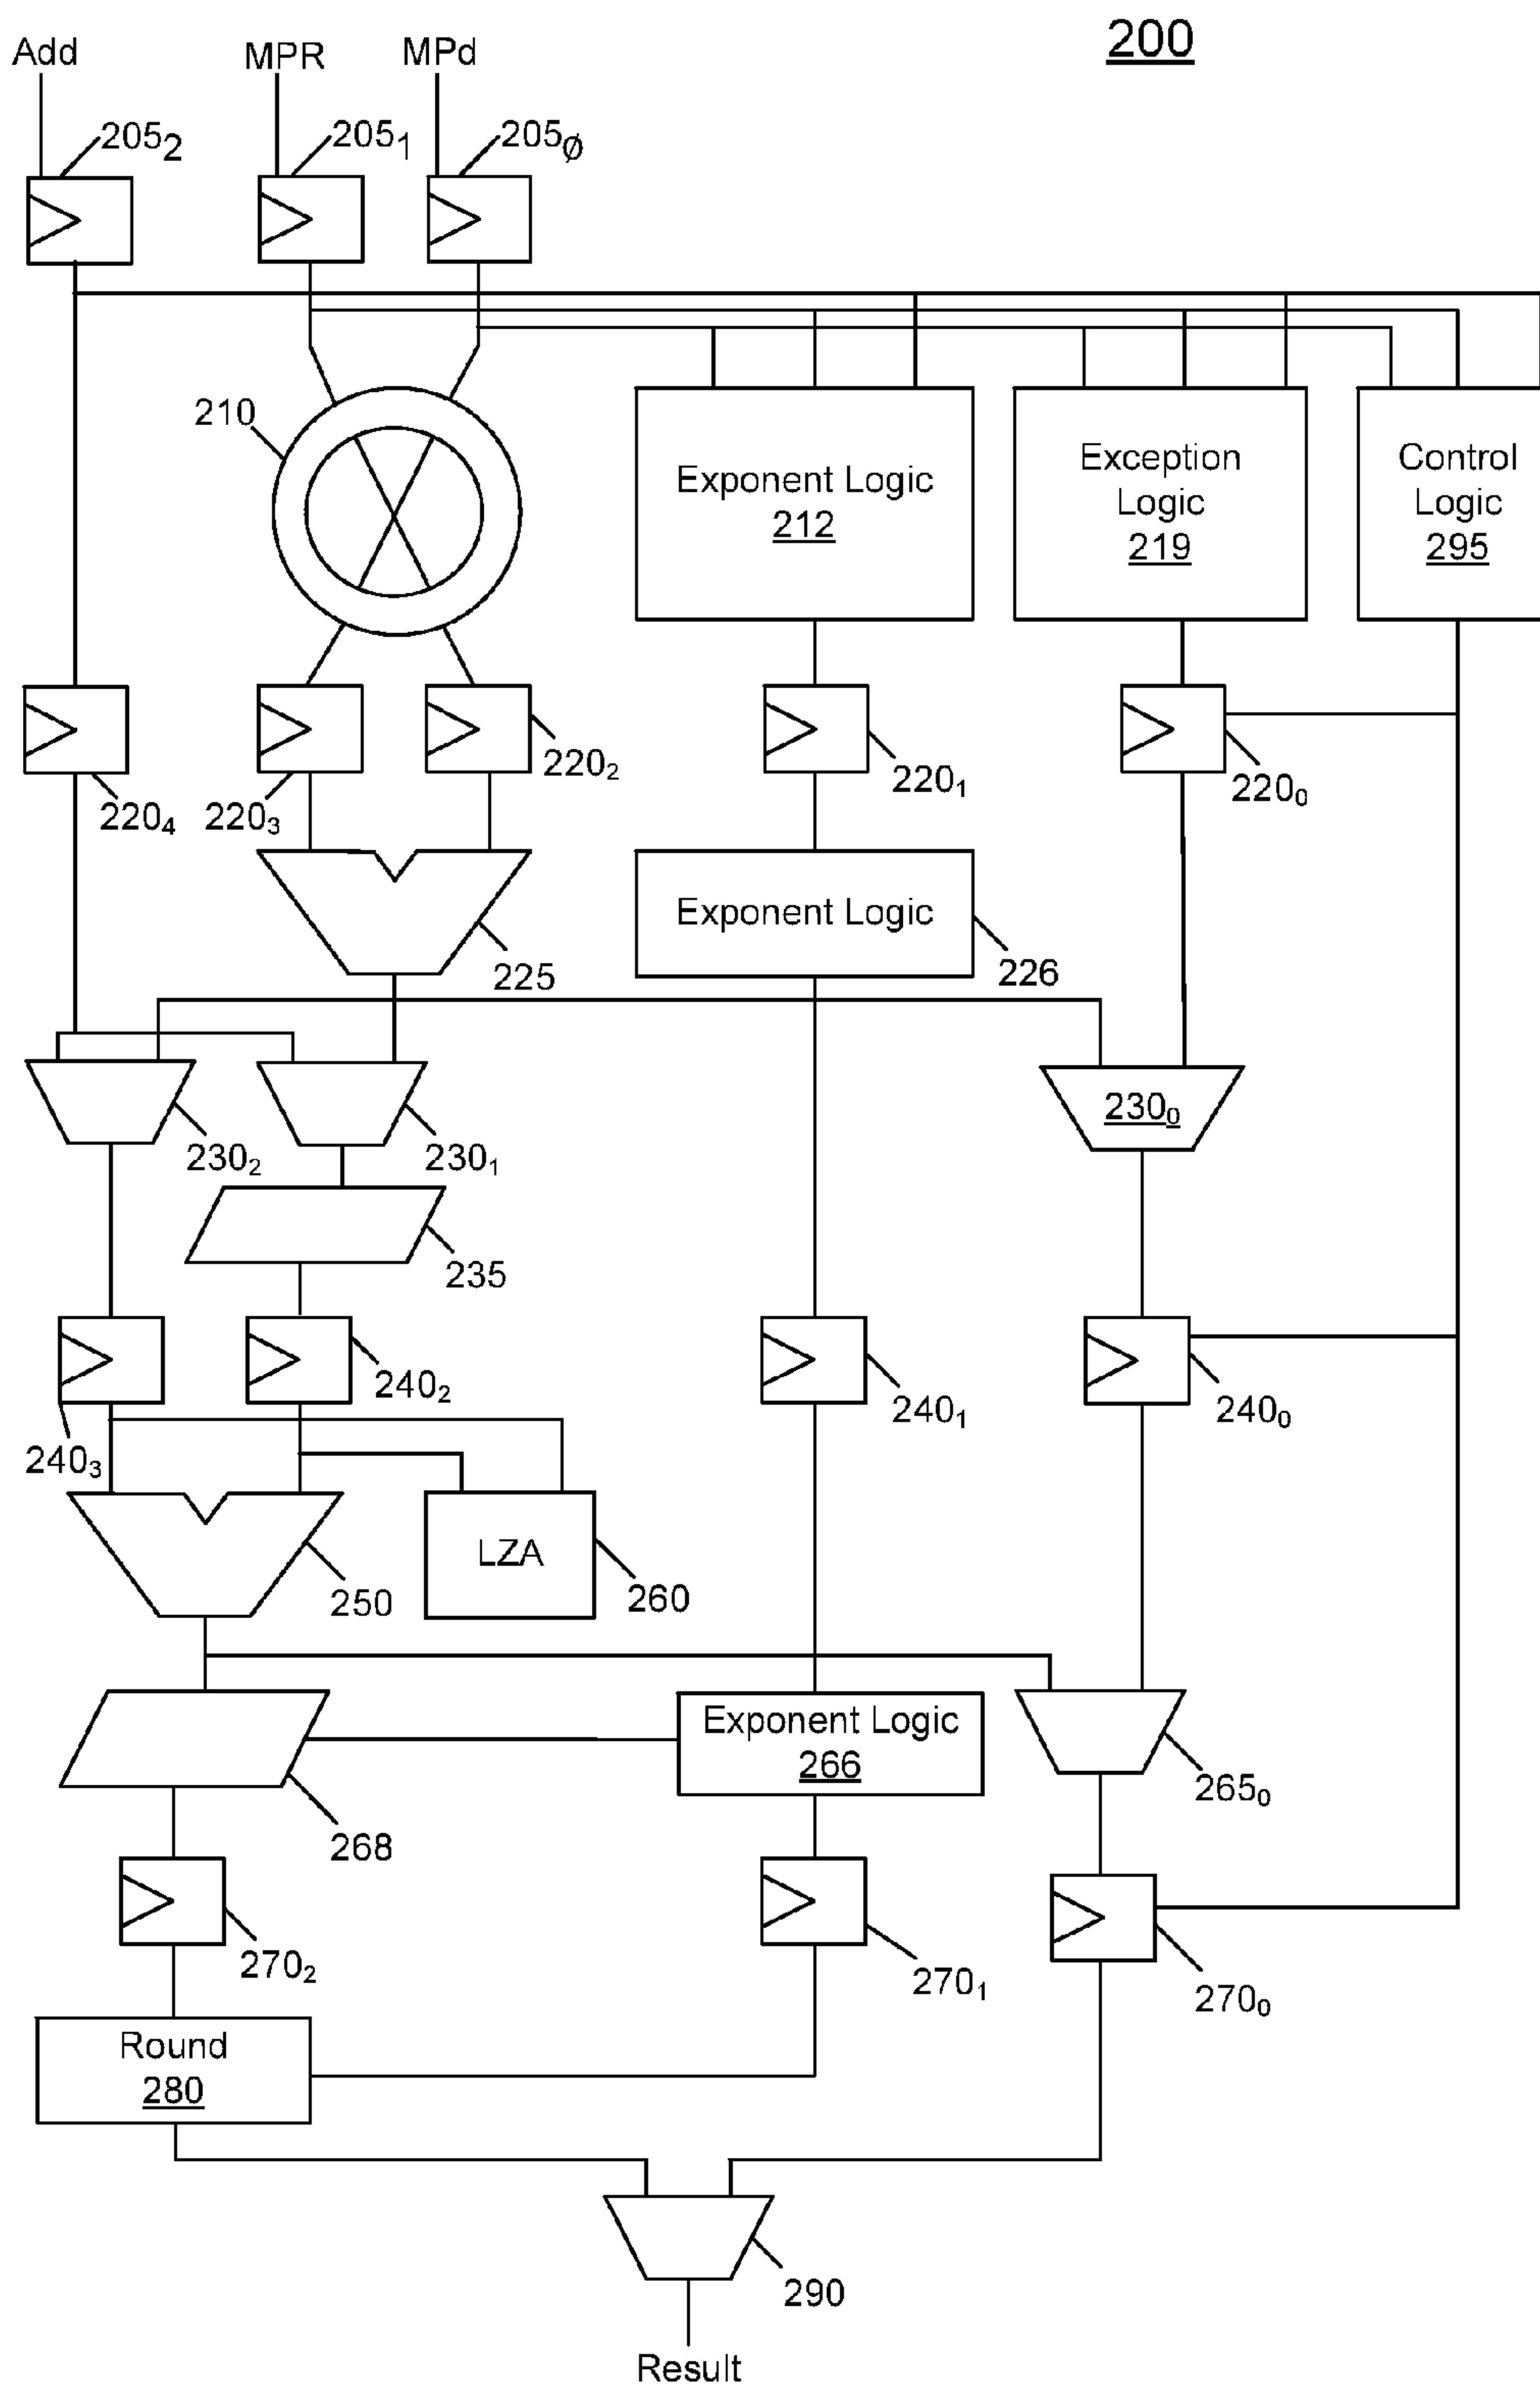 200
Add
MPR
MPd
205₂
205₁
205ø
210
Exponent Logic
212
Exception
Logic
219
Control
Logic
295
220₄
220₃
220₂
220₁
220₀
225
Exponent Logic
226
230₂
230₁
230₀
235
240₃
240₂
240₁
240₀
250
LZA
260
Exponent Logic
266
265₀
268
270₂
270₁
270₀
Round
280
290
Result